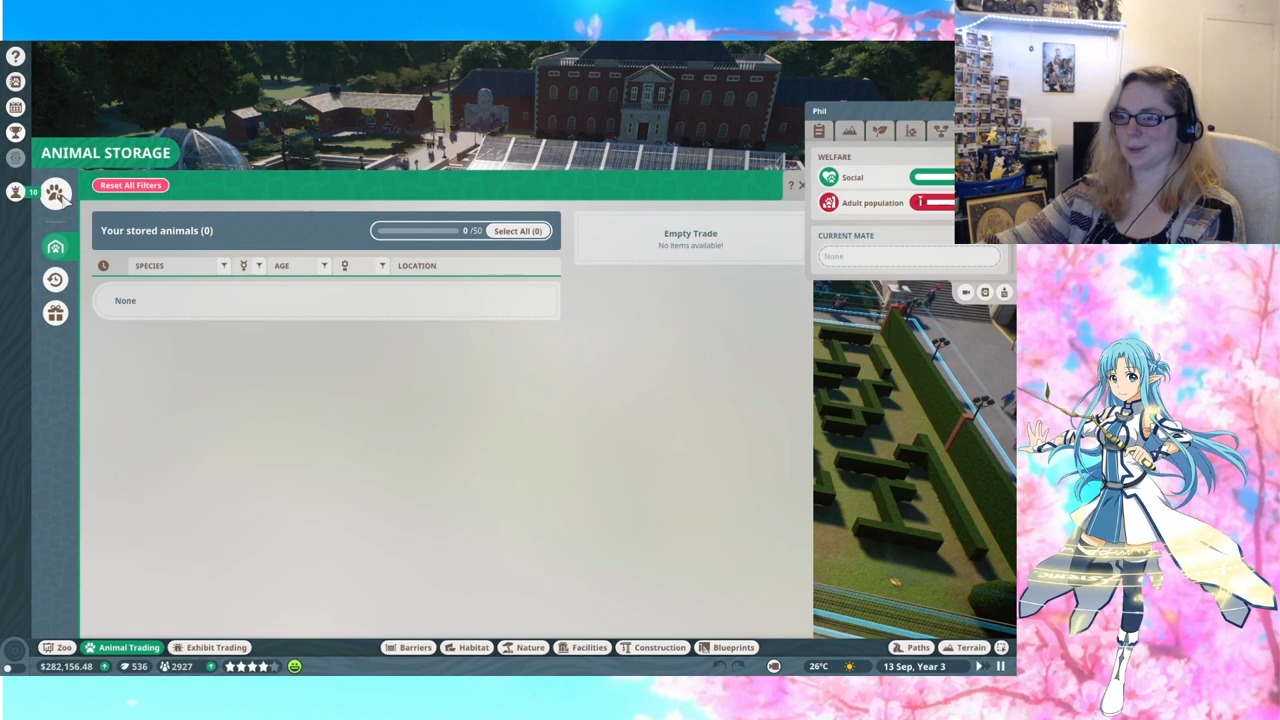 Phil
ANIMAL STORAGE
WELFARE
Reset All Filters
?
Social
10
Adult population
Your stored animals (0)
0 /50
Select All (0)
Empty Trade
No items available!
CURRENT MATE
None
SPECIES
AGE
LOCATION
None
Zoo
Animal Trading
Exhibit Trading
Barriers
Habitat
Nature
Facilities
Construction
Blueprints
Paths
Terrain
$282,156.48
536
2927
26°C
13 Sep, Year 3